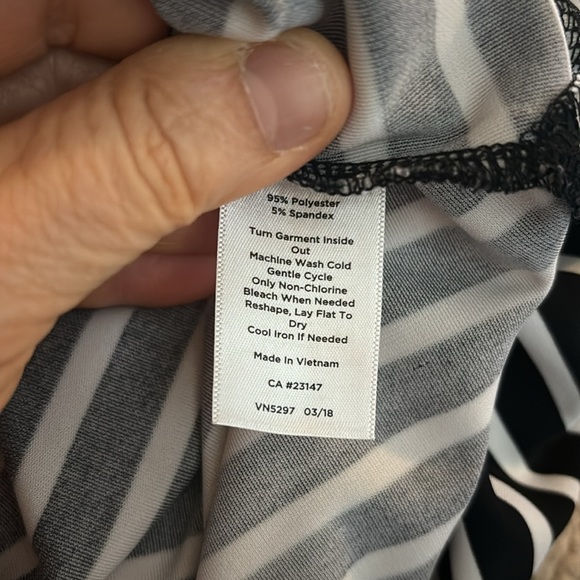 95% Polyester
5% Spandex
Turn Garment Inside
Out
Machine Wash Cold
Gentle Cycle
Only Non-Chlorine
Bleach When Needed
Reshape, Lay Flat To
Dry
Cool Iron If Needed
Made In Vietnam
CA #23147
VN5297 03/18